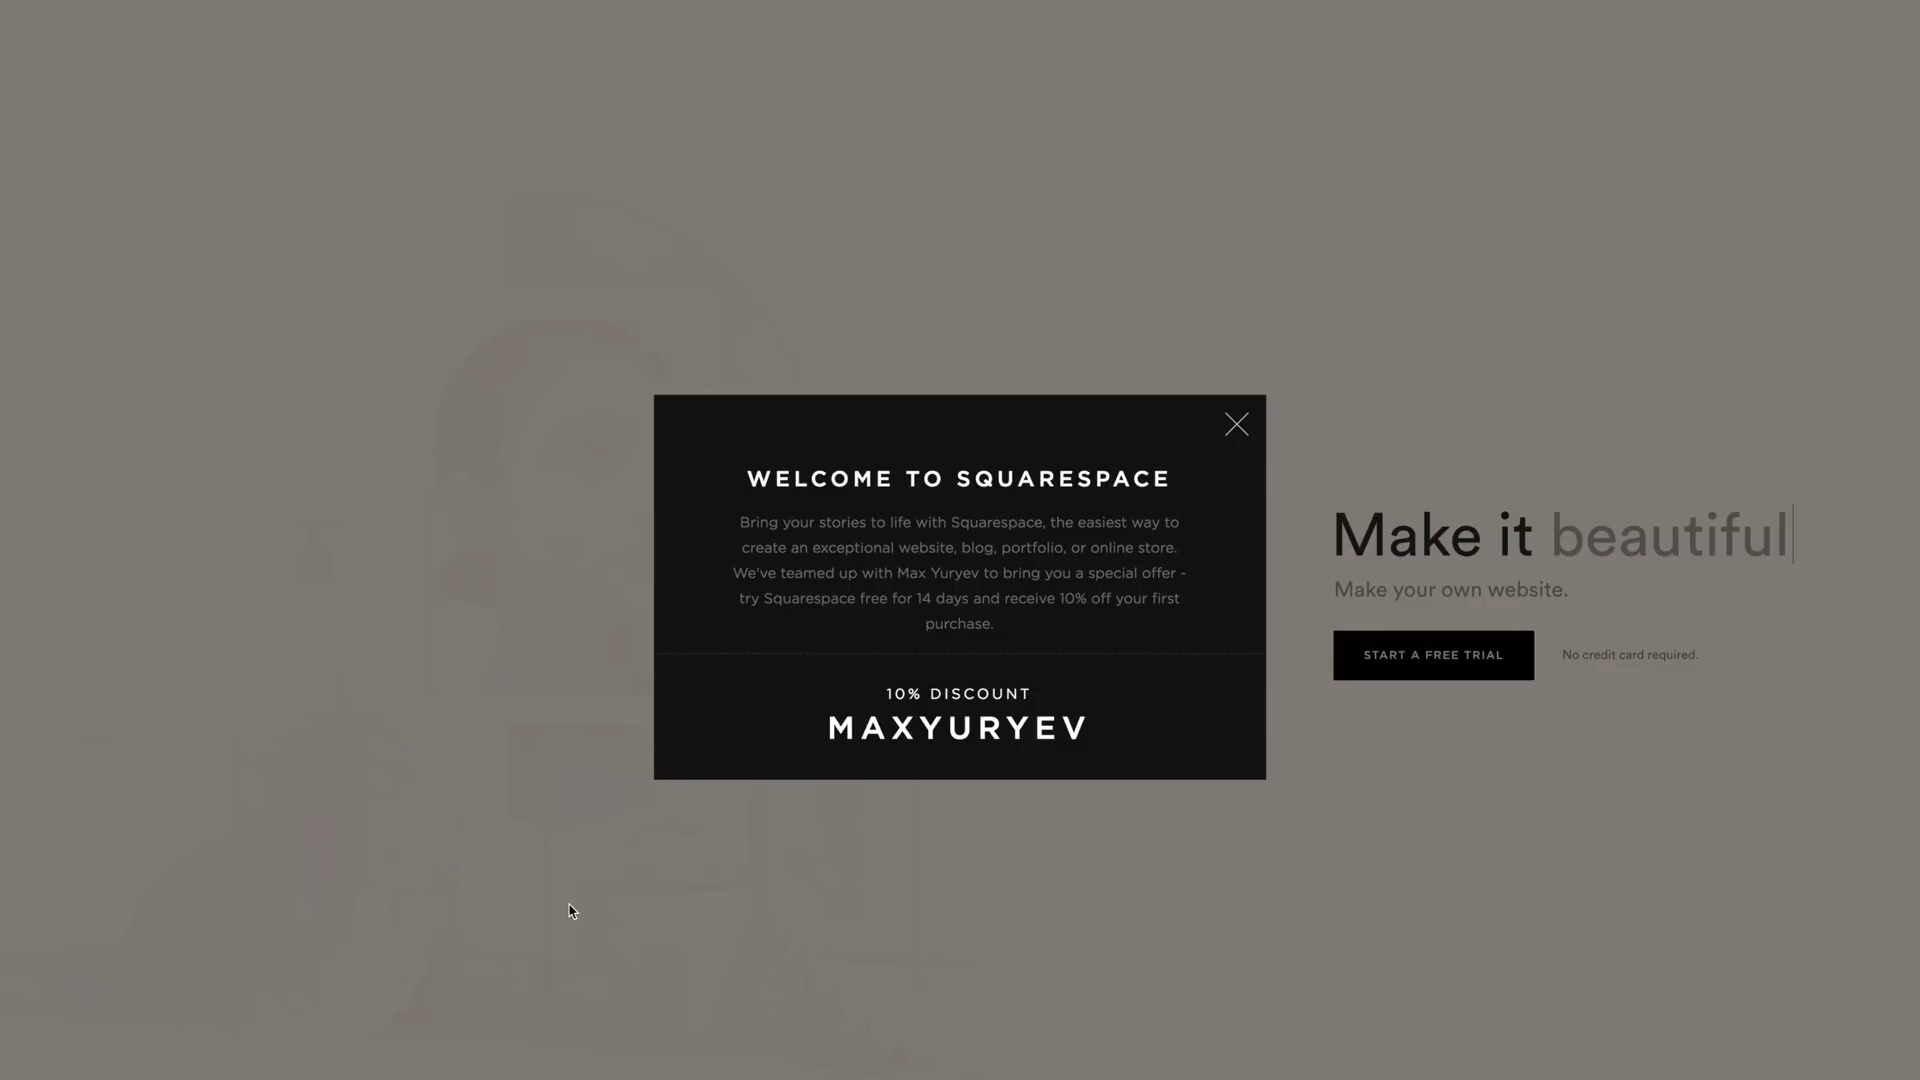 WELCOME TO SQUARESPACE
Bring your stories to life with Squarespace, the easiest way to
create an exceptional website, blog, portfolio, or online store.
We've teamed up with Max Yuryev to bring you a special offer -
try Squarespace free for 14 days and receive 10% off your first
purchase.
10% DISCOUNT
MAXYURYEV
Make it beautiful
Make your own website.
START A FREE TRIAL
No credit card required.